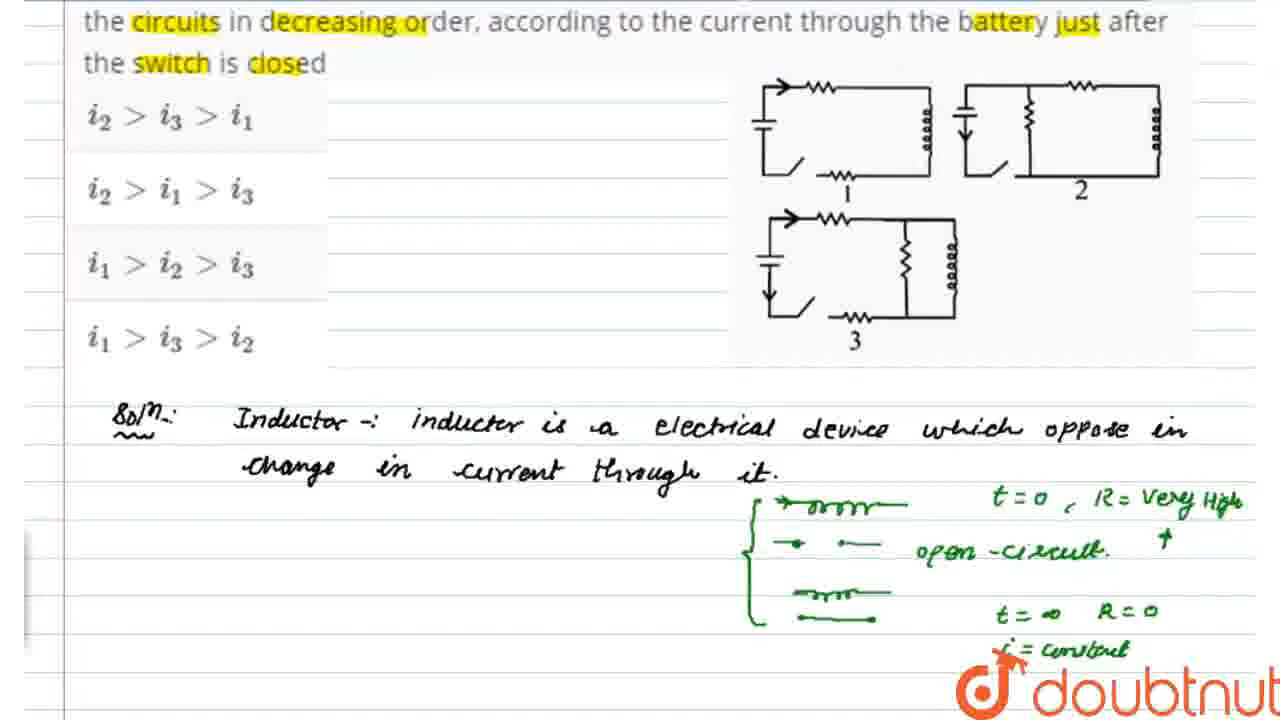 the circuits in decreasing order, according to the current through the battery just after
the switch is closed
i₂ > i₃ > i₁
i₂ > i₁ > i₃
i₁ > i₂ > i₃
i₁ > i₃ > i₂
1
2
3
Soln:
Inductor -: inductor is a electrical device which oppose in
change in current through it.
t = 0 , R = Very High
open - circuit. ↑
t = ∞ R = 0
i = constant
doubtnut